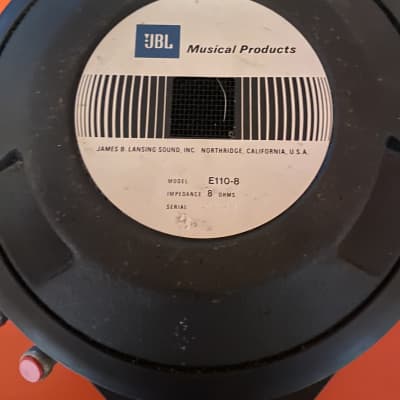 JBL Musical Products
JAMES B. LANSING SOUND, INC. NORTHRIDGE, CALIFORNIA, U.S.A.
MODEL E110-8
IMPEDANCE 8 OHMS
SERIAL